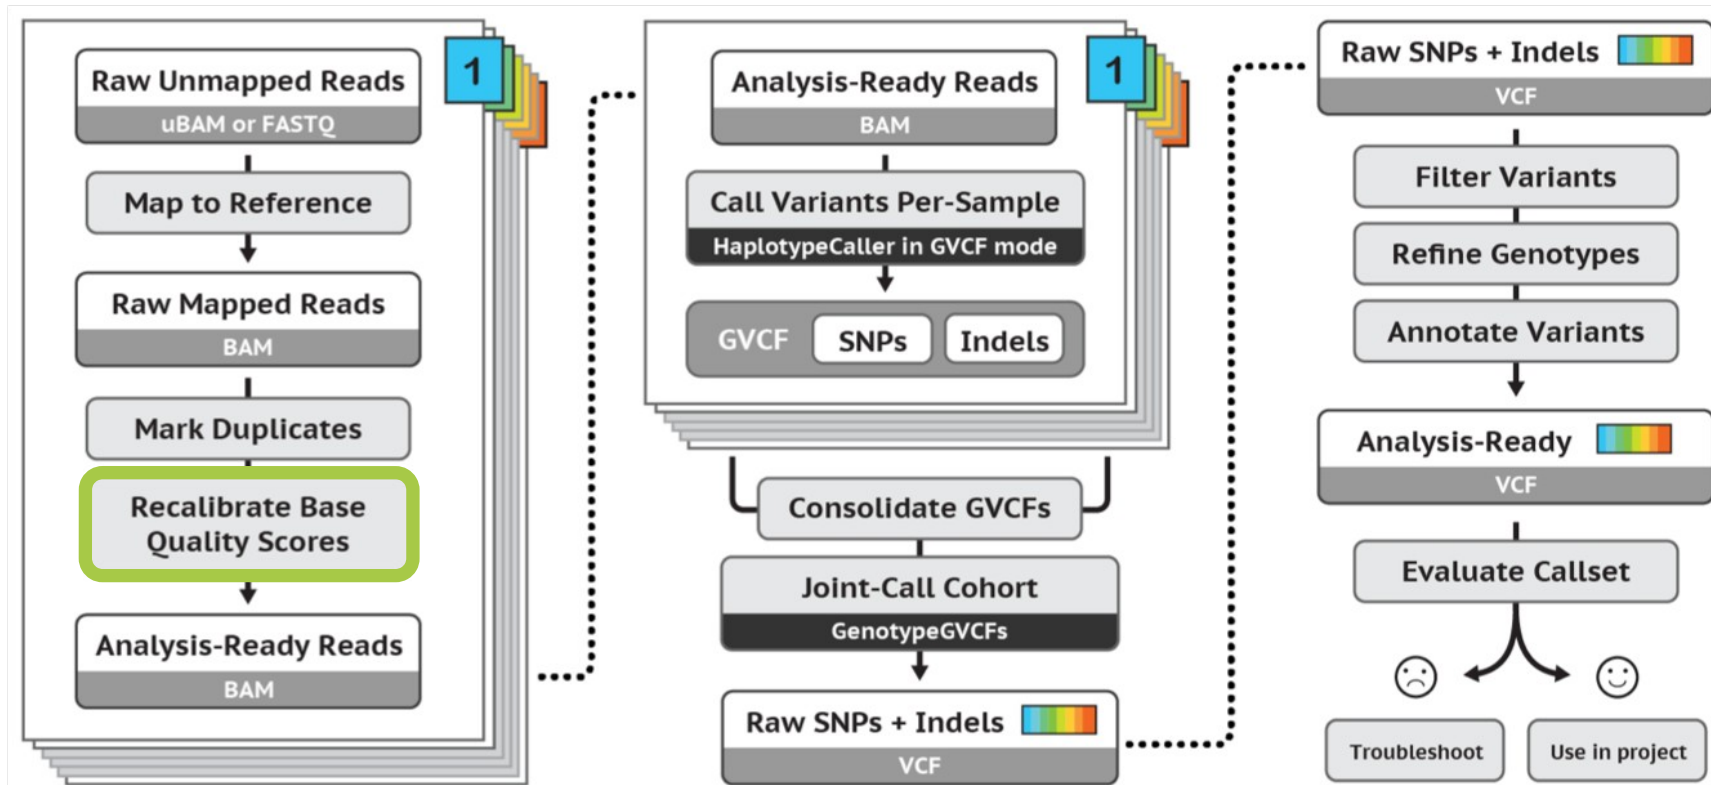 1
Raw Unmapped Reads
uBAM or FASTQ
Map to Reference
Raw Mapped Reads
BAM
Mark Duplicates
Recalibrate Base
Quality Scores
Analysis-Ready Reads
BAM
1
Analysis-Ready Reads
BAM
Call Variants Per-Sample
HaplotypeCaller in GVCF mode
GVCF SNPs Indels
Consolidate GVCFs
Joint-Call Cohort
GenotypeGVCFs
Raw SNPs + Indels
VCF
Raw SNPs + Indels
VCF
Filter Variants
Refine Genotypes
Annotate Variants
Analysis-Ready
VCF
Evaluate Callset
Troubleshoot
Use in project